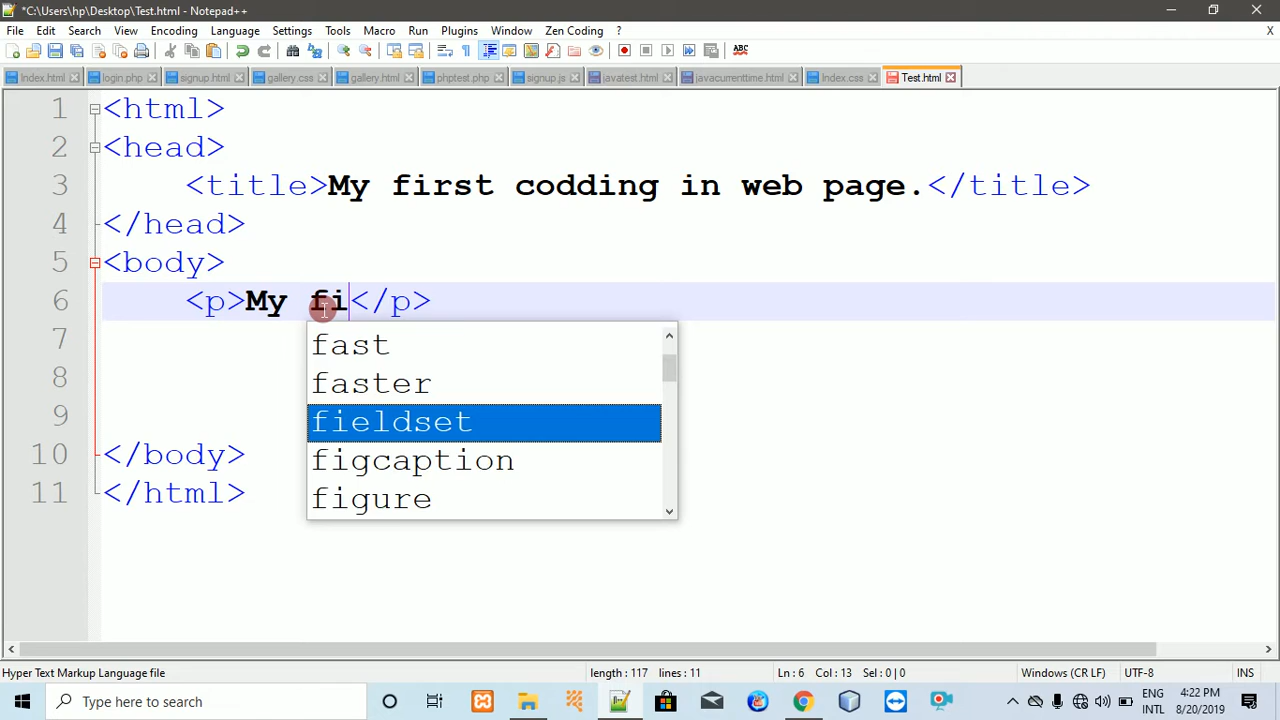 *C:\Users\hp\Desktop\Test.html - Notepad++
File Edit Search View Encoding Language Settings Tools Macro Run Plugins Window Zen Coding ? X
ABC
Index.html login.php signup.html gallery.css gallery.html phptest.php signup.js javatest.html javacurrenttime.html Index.css Test.html
1 <html>
2 <head>
3 <title>My first codding in web page.</title>
4 </head>
5 <body>
6 <p>My fi</p>
7 fast
8 faster
9 fieldset
10 </body> figcaption
11 </html> figure
Hyper Text Markup Language file length : 117 lines : 11 Ln : 6 Col : 13 Sel : 0 | 0 Windows (CR LF) UTF-8 INS
Type here to search
ENG 4:22 PM
INTL 8/20/2019